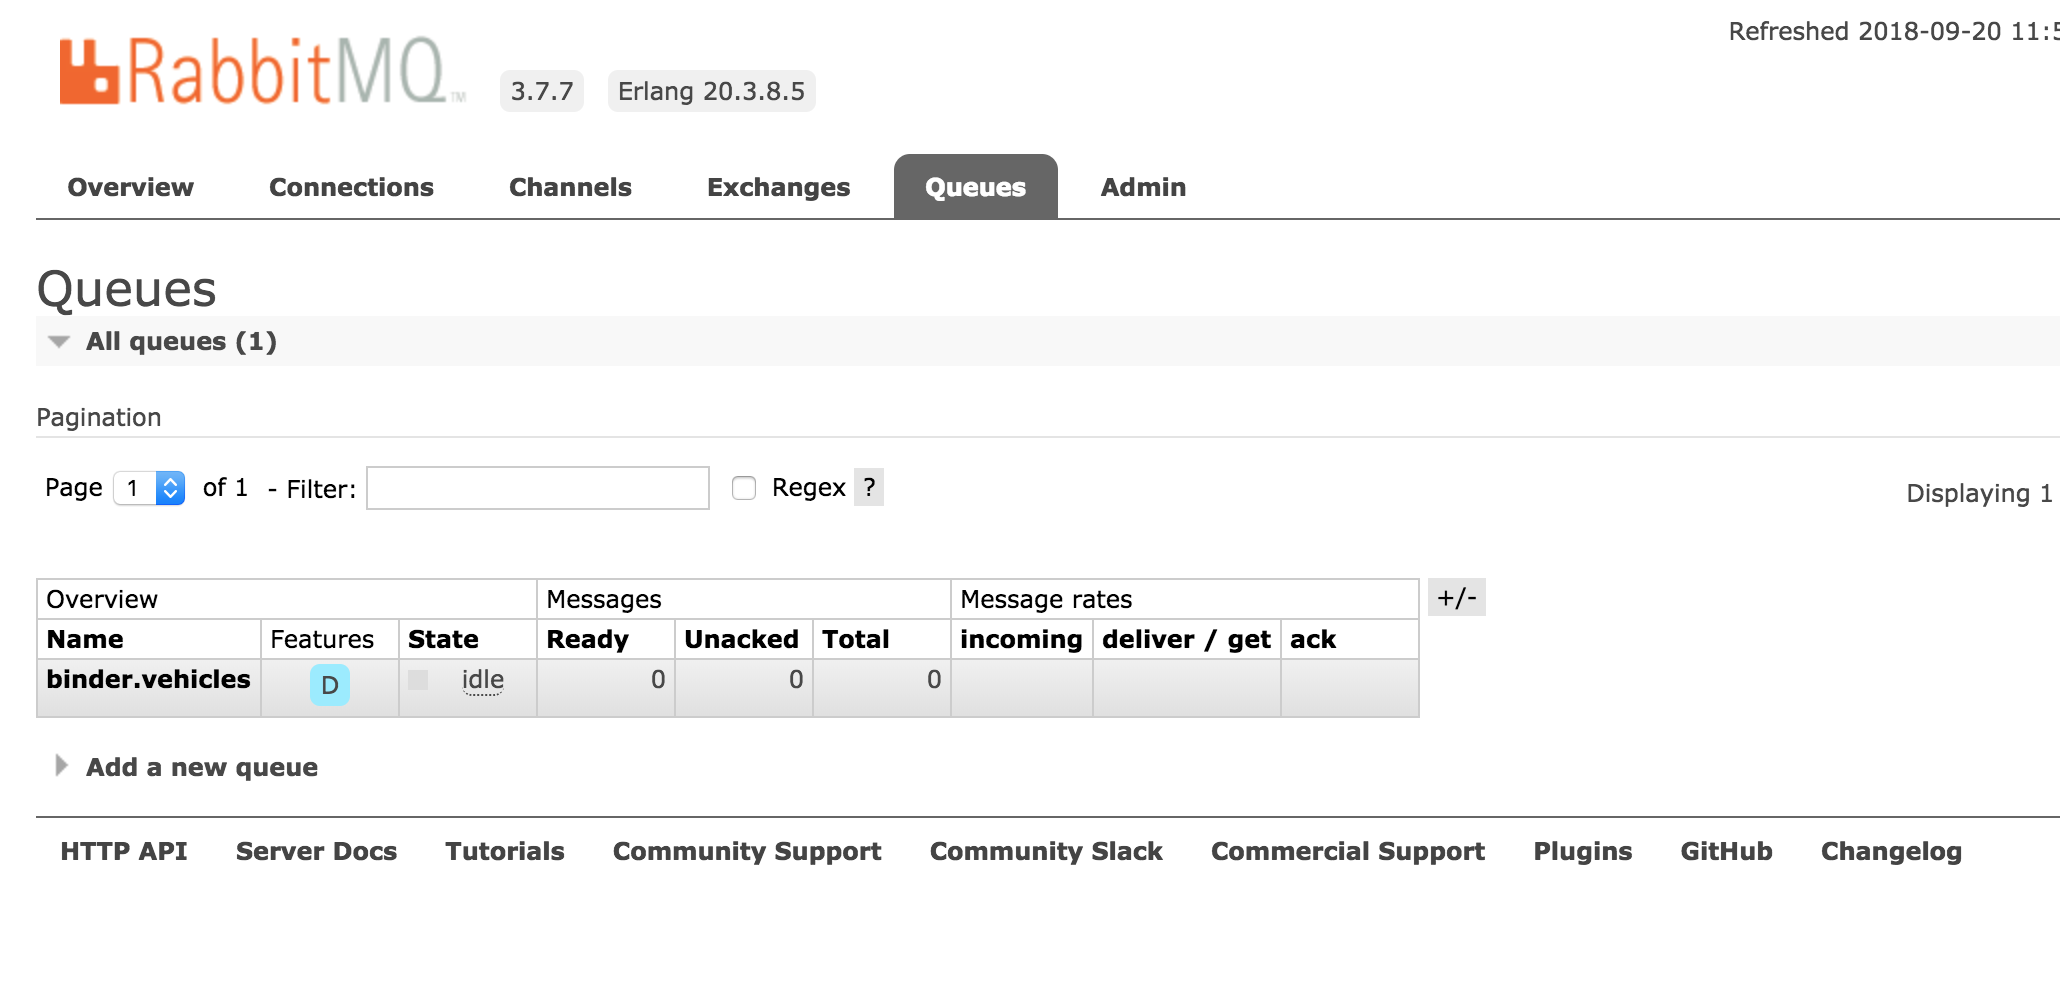 RabbitMQ™ 3.7.7 Erlang 20.3.8.5
Refreshed 2018-09-20
Overview Connections Channels Exchanges Queues Admin
Queues
All queues (1)
Pagination
Page 1 of 1 - Filter: Regex ? Displaying 1
Overview Messages Message rates +/-
Name Features State Ready Unacked Total incoming deliver / get ack
binder.vehicles D idle 0 0 0
Add a new queue
HTTP API Server Docs Tutorials Community Support Community Slack Commercial Support Plugins GitHub Changelog